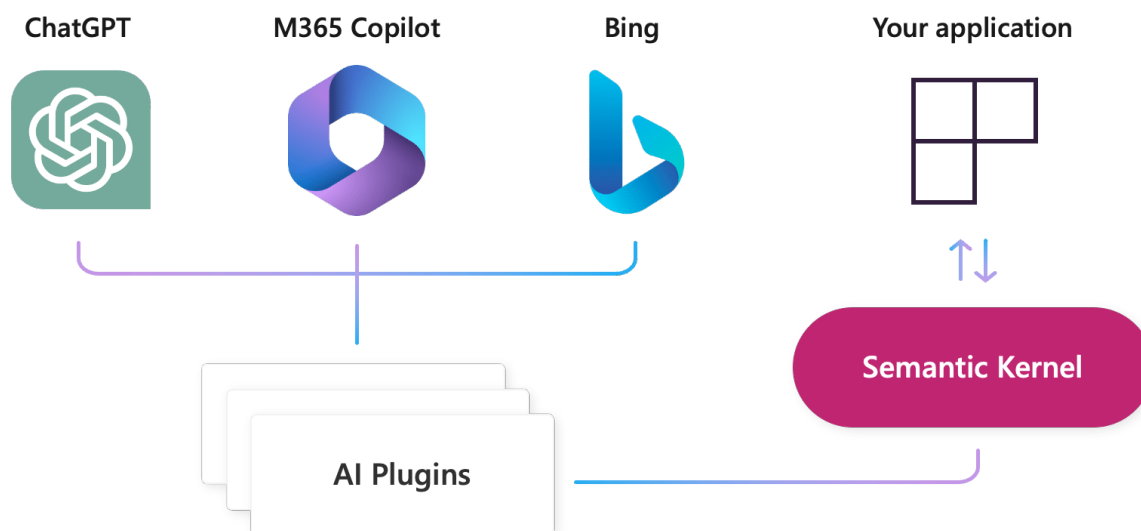 ChatGPT
M365 Copilot
Bing
Your application
Semantic Kernel
AI Plugins